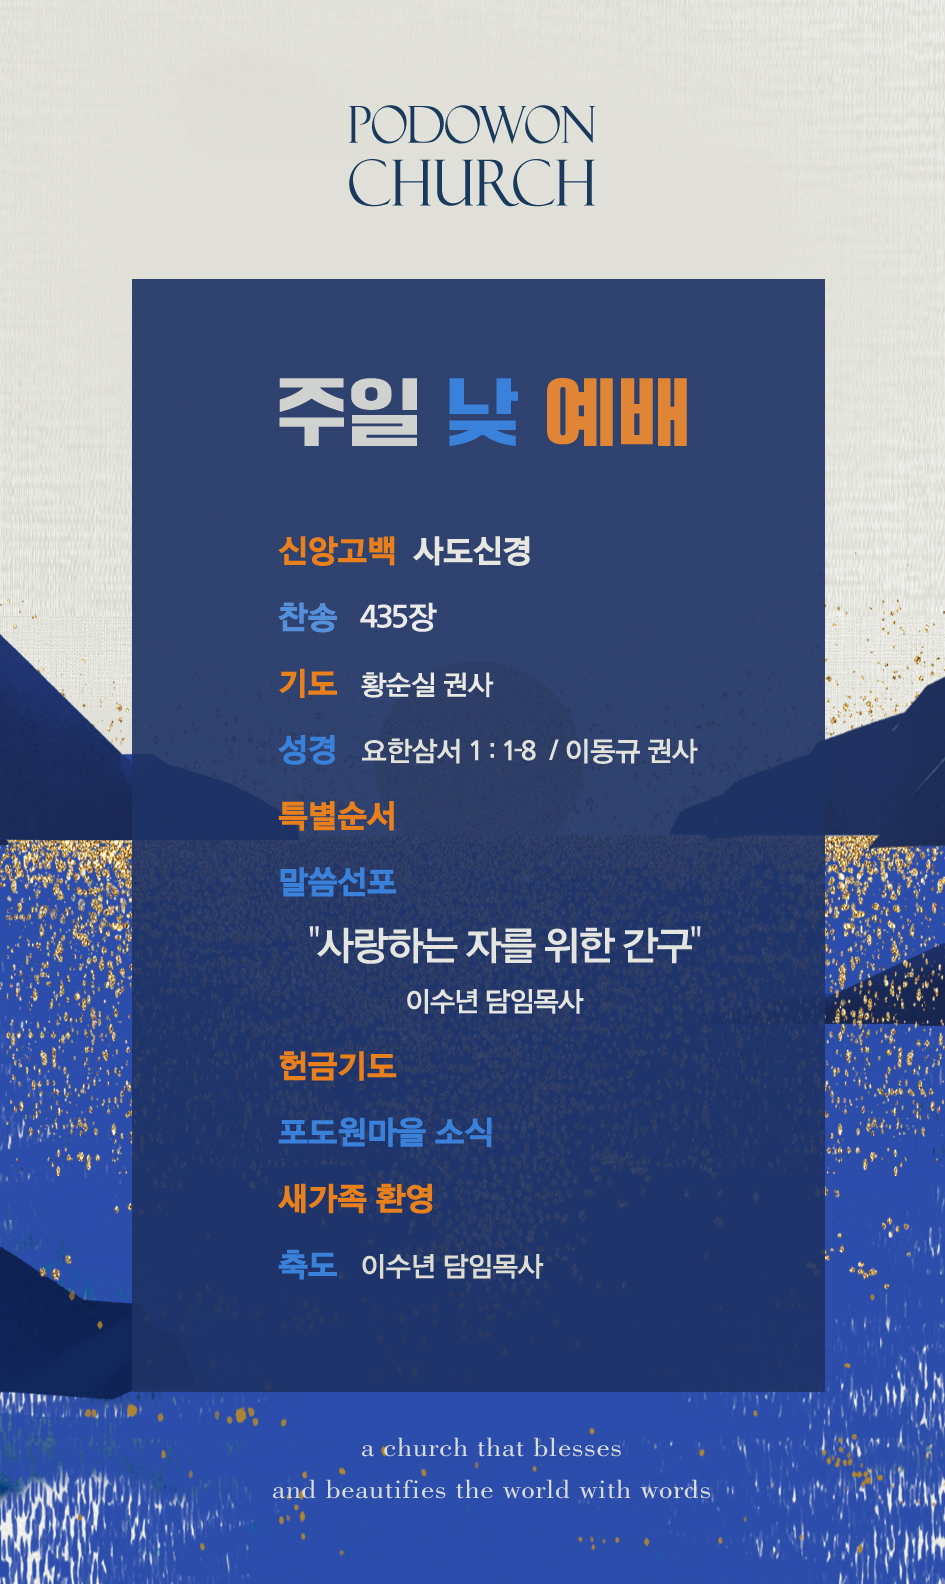 PODOWON
CHURCH
주일 낮 예배
신앙고백 사도신경
찬송 435장
기도 황순실 권사
성경 요한삼서 1 : 1-8 / 이동규 권사
특별순서
말씀선포
"사랑하는 자를 위한 간구"
이수년 담임목사
헌금기도
포도원마을 소식
새가족 환영
축도 이수년 담임목사
a church that blesses
and beautifies the world with words